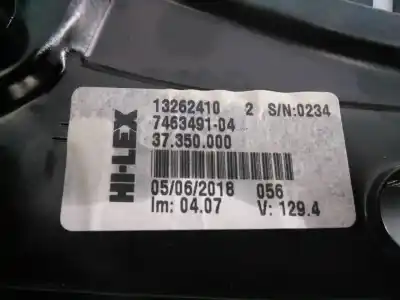 HI-LEX
13262410 2 S/N:0234
7463491-04
37.350.000
05/06/2018 056
Im: 04.07 V: 129.4